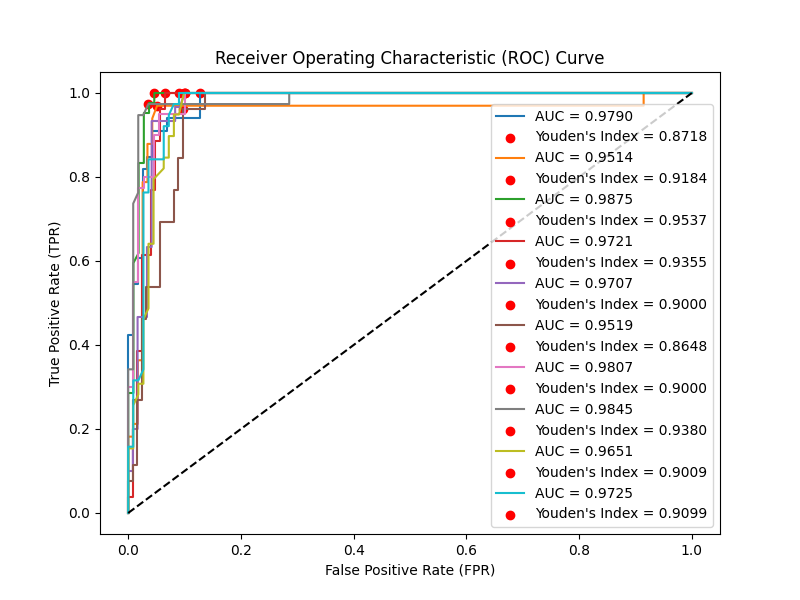 Receiver Operating Characteristic (ROC) Curve
True Positive Rate (TPR)
1.0
0.8
0.6
0.4
0.2
0.0
AUC = 0.9790
Youden's Index = 0.8718
AUC = 0.9514
Youden's Index = 0.9184
AUC = 0.9875
Youden's Index = 0.9537
AUC = 0.9721
Youden's Index = 0.9355
AUC = 0.9707
Youden's Index = 0.9000
AUC = 0.9519
Youden's Index = 0.8648
AUC = 0.9807
Youden's Index = 0.9000
AUC = 0.9845
Youden's Index = 0.9380
AUC = 0.9651
Youden's Index = 0.9009
AUC = 0.9725
Youden's Index = 0.9099
0.0 0.2 0.4 0.6 0.8 1.0
False Positive Rate (FPR)